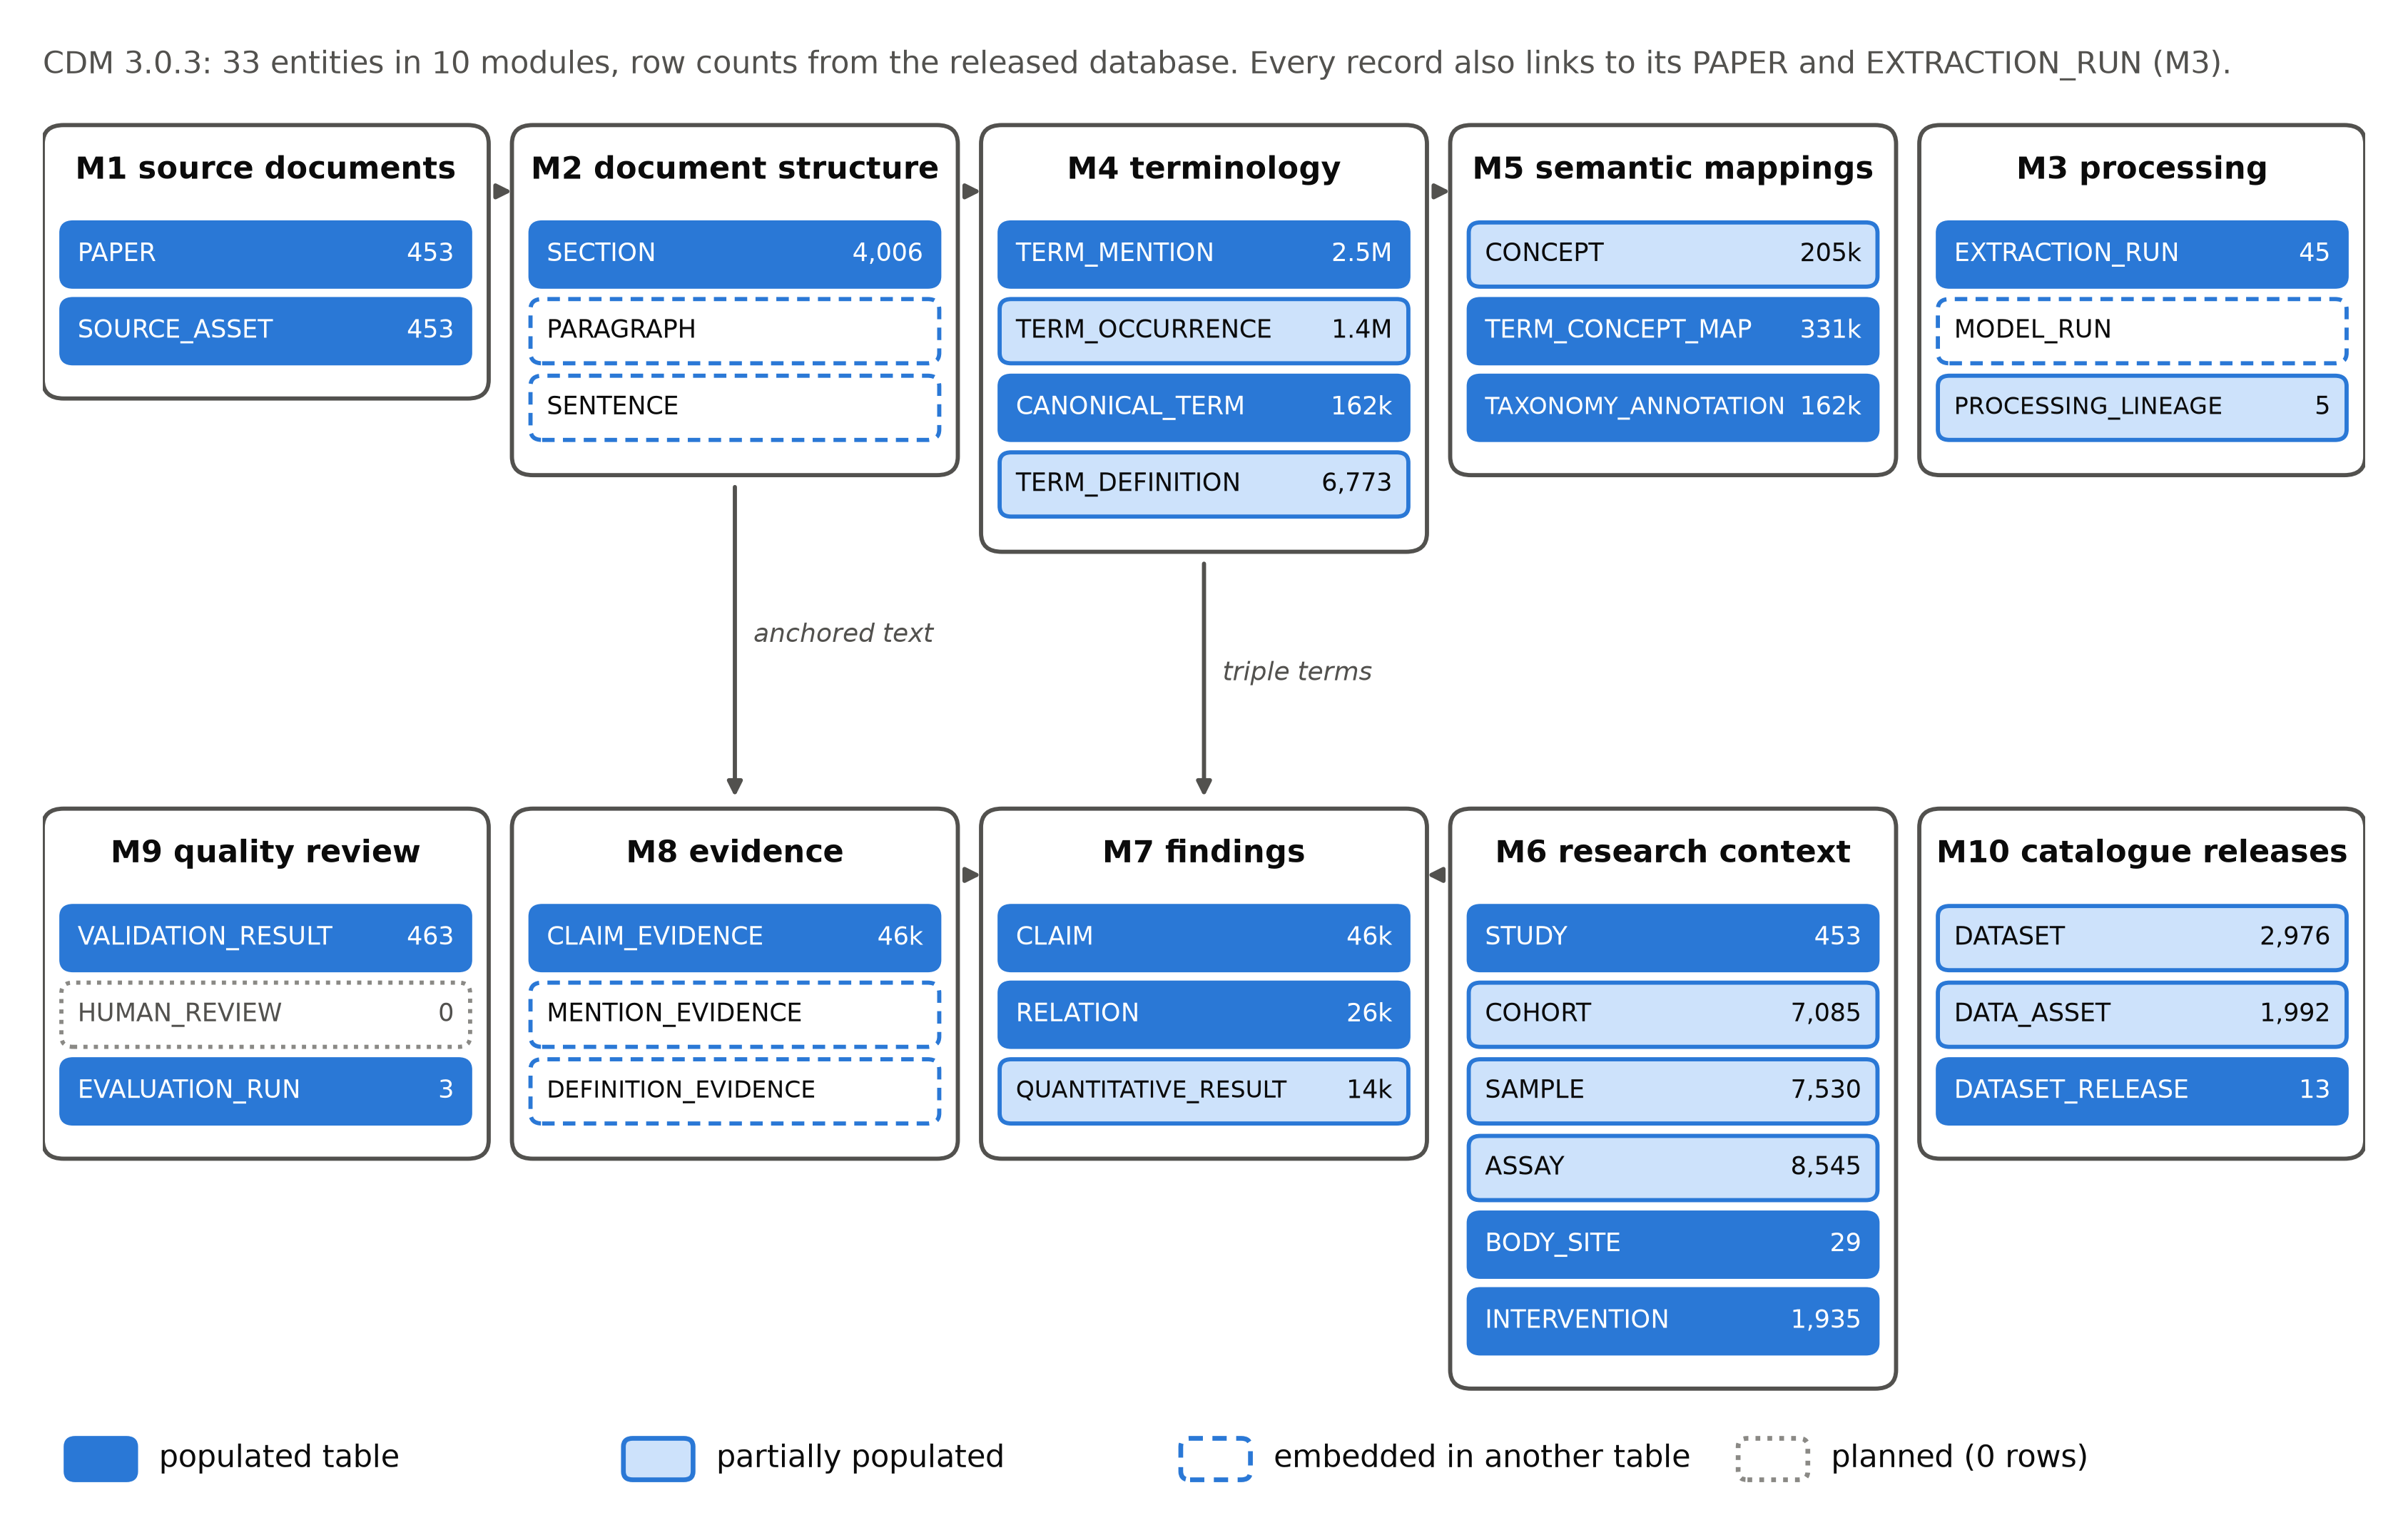 CDM 3.0.3: 33 entities in 10 modules, row counts from the released database. Every record also links to its PAPER and EXTRACTION_RUN (M3).
M1 source documents
PAPER 453
SOURCE_ASSET 453
M2 document structure
SECTION 4,006
PARAGRAPH
SENTENCE
M4 terminology
TERM_MENTION 2.5M
TERM_OCCURRENCE 1.4M
CANONICAL_TERM 162k
TERM_DEFINITION 6,773
M5 semantic mappings
CONCEPT 205k
TERM_CONCEPT_MAP 331k
TAXONOMY_ANNOTATION 162k
M3 processing
EXTRACTION_RUN 45
MODEL_RUN
PROCESSING_LINEAGE 5
anchored text
triple terms
M9 quality review
VALIDATION_RESULT 463
HUMAN_REVIEW 0
EVALUATION_RUN 3
M8 evidence
CLAIM_EVIDENCE 46k
MENTION_EVIDENCE
DEFINITION_EVIDENCE
M7 findings
CLAIM 46k
RELATION 26k
QUANTITATIVE_RESULT 14k
M6 research context
STUDY 453
COHORT 7,085
SAMPLE 7,530
ASSAY 8,545
BODY_SITE 29
INTERVENTION 1,935
M10 catalogue releases
DATASET 2,976
DATA_ASSET 1,992
DATASET_RELEASE 13
populated table
partially populated
embedded in another table
planned (0 rows)